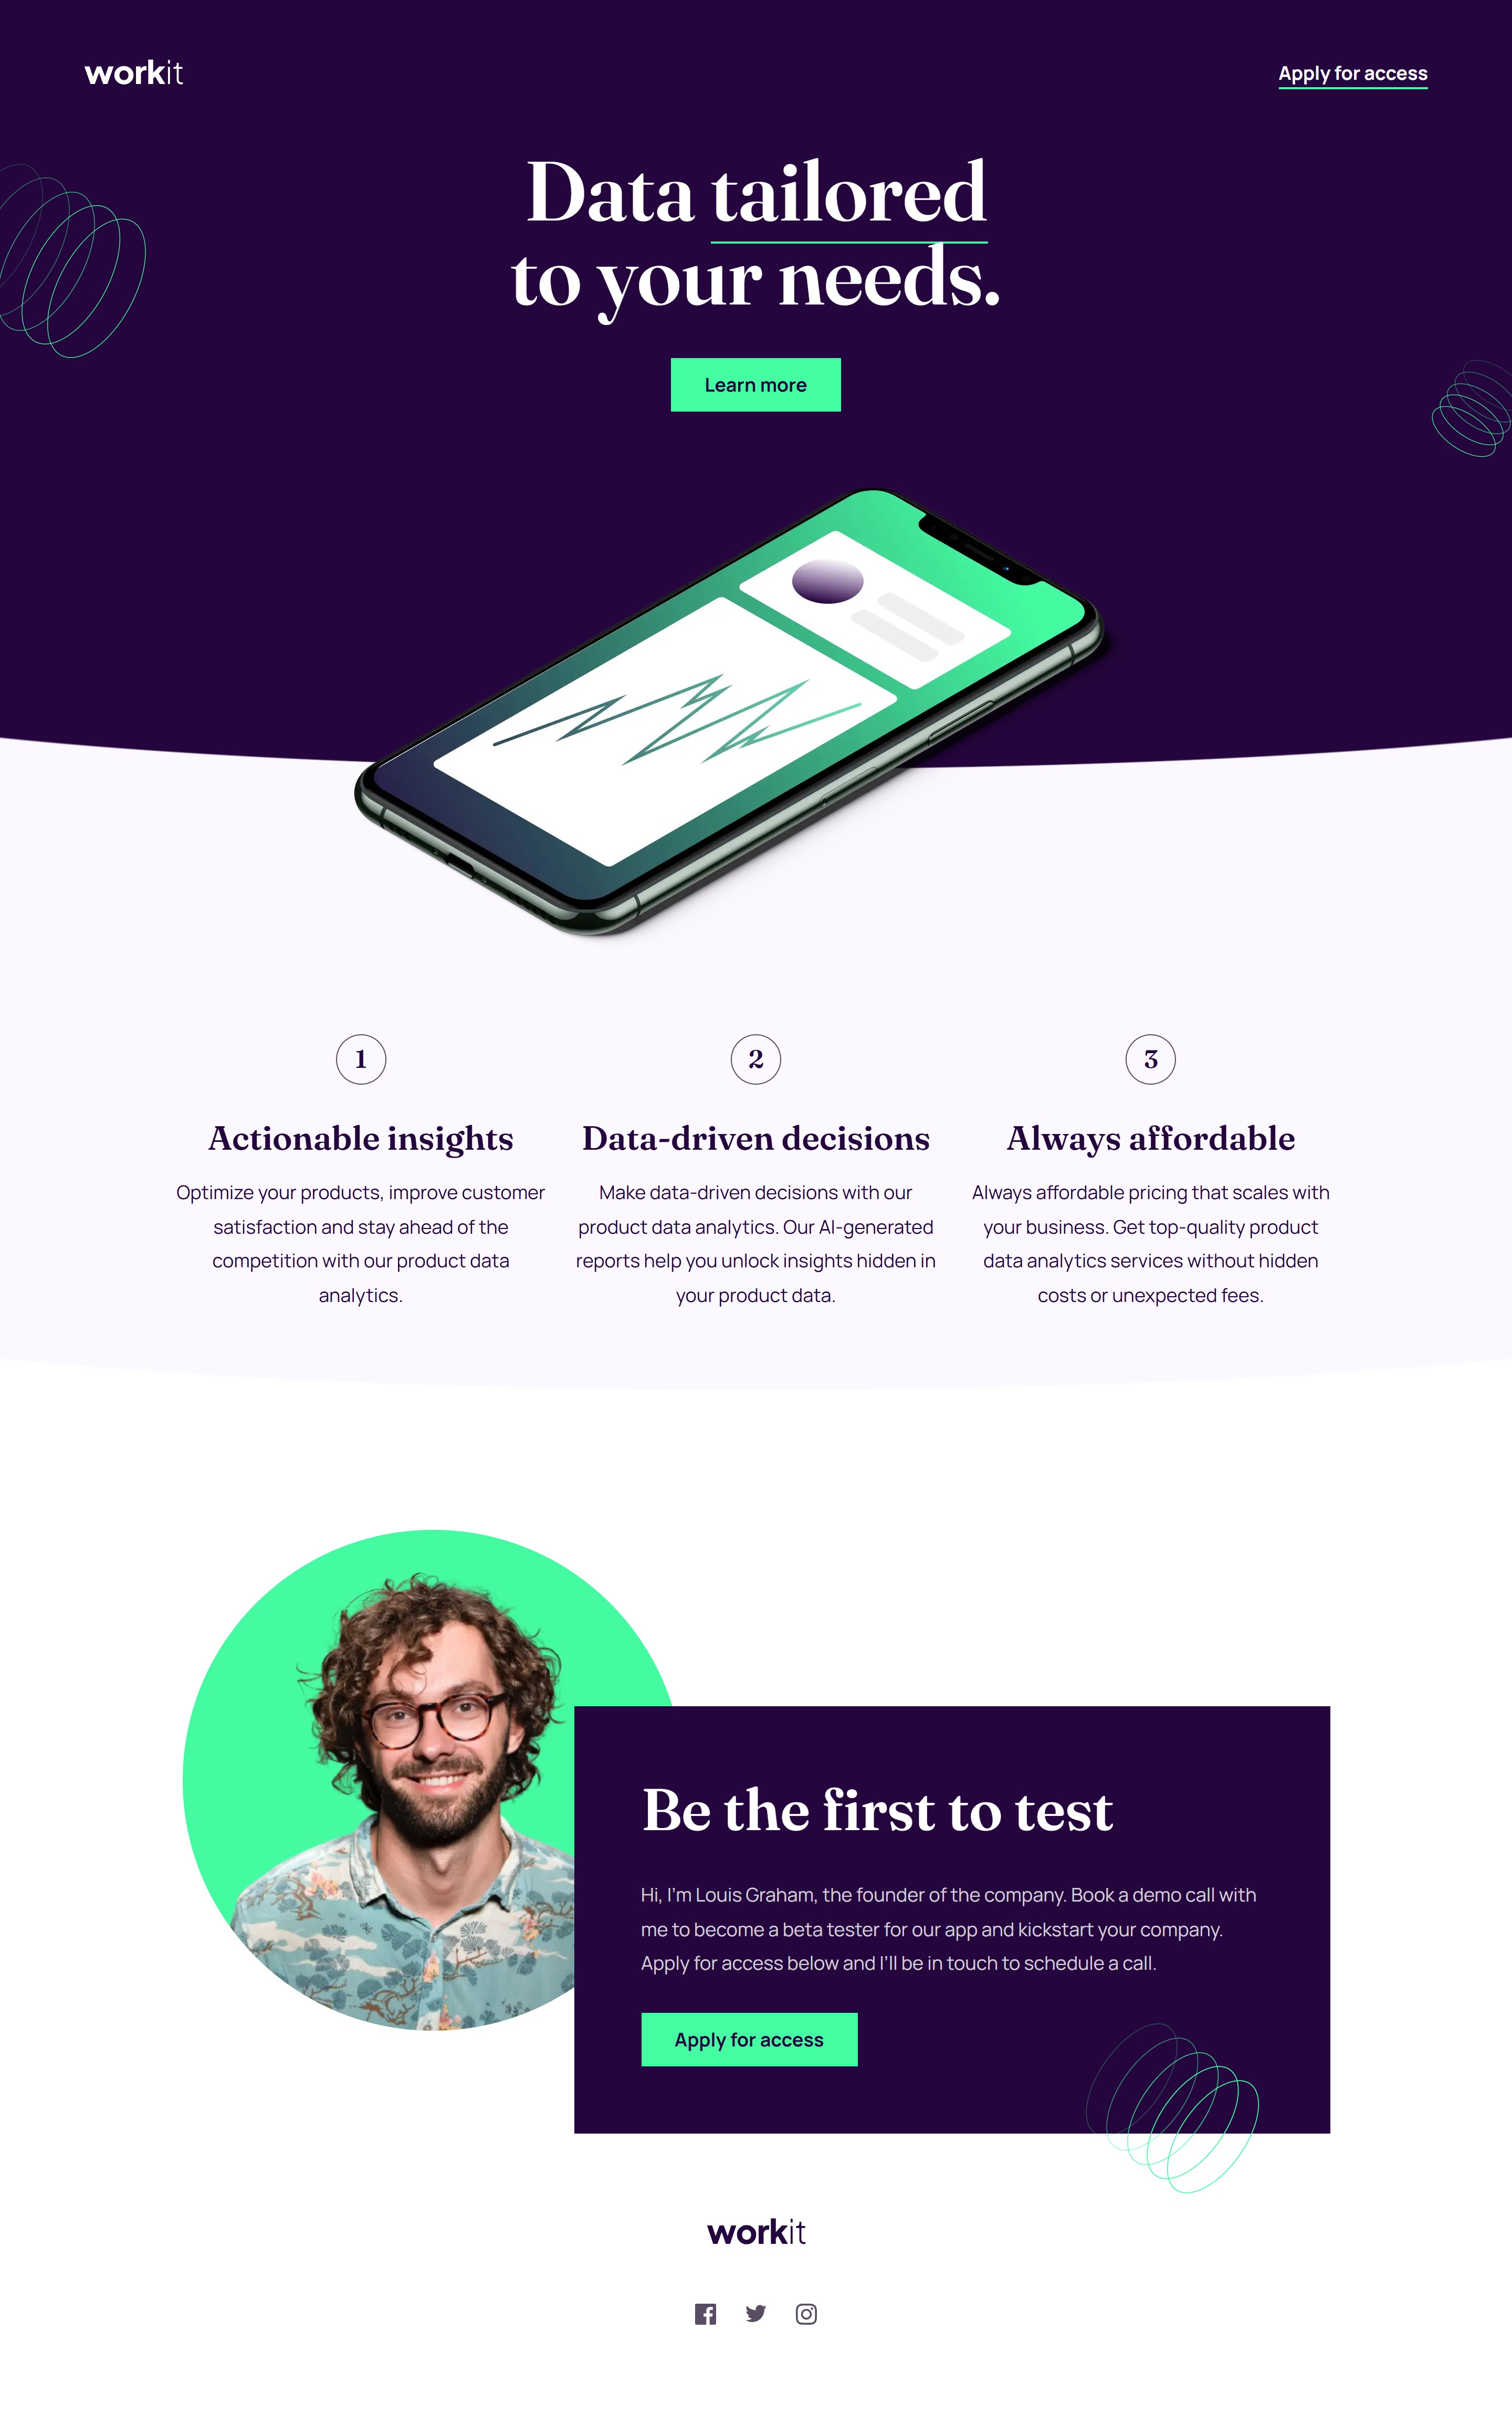 workit
Apply for access
Data tailored
to your needs.
Learn more
1
Actionable insights
Optimize your products, improve customer
satisfaction and stay ahead of the
competition with our product data
analytics.
2
Data-driven decisions
Make data-driven decisions with our
product data analytics. Our AI-generated
reports help you unlock insights hidden in
your product data.
3
Always affordable
Always affordable pricing that scales with
your business. Get top-quality product
data analytics services without hidden
costs or unexpected fees.
Be the first to test
Hi, I'm Louis Graham, the founder of the company. Book a demo call with
me to become a beta tester for our app and kickstart your company.
Apply for access below and I'll be in touch to schedule a call.
Apply for access
workit